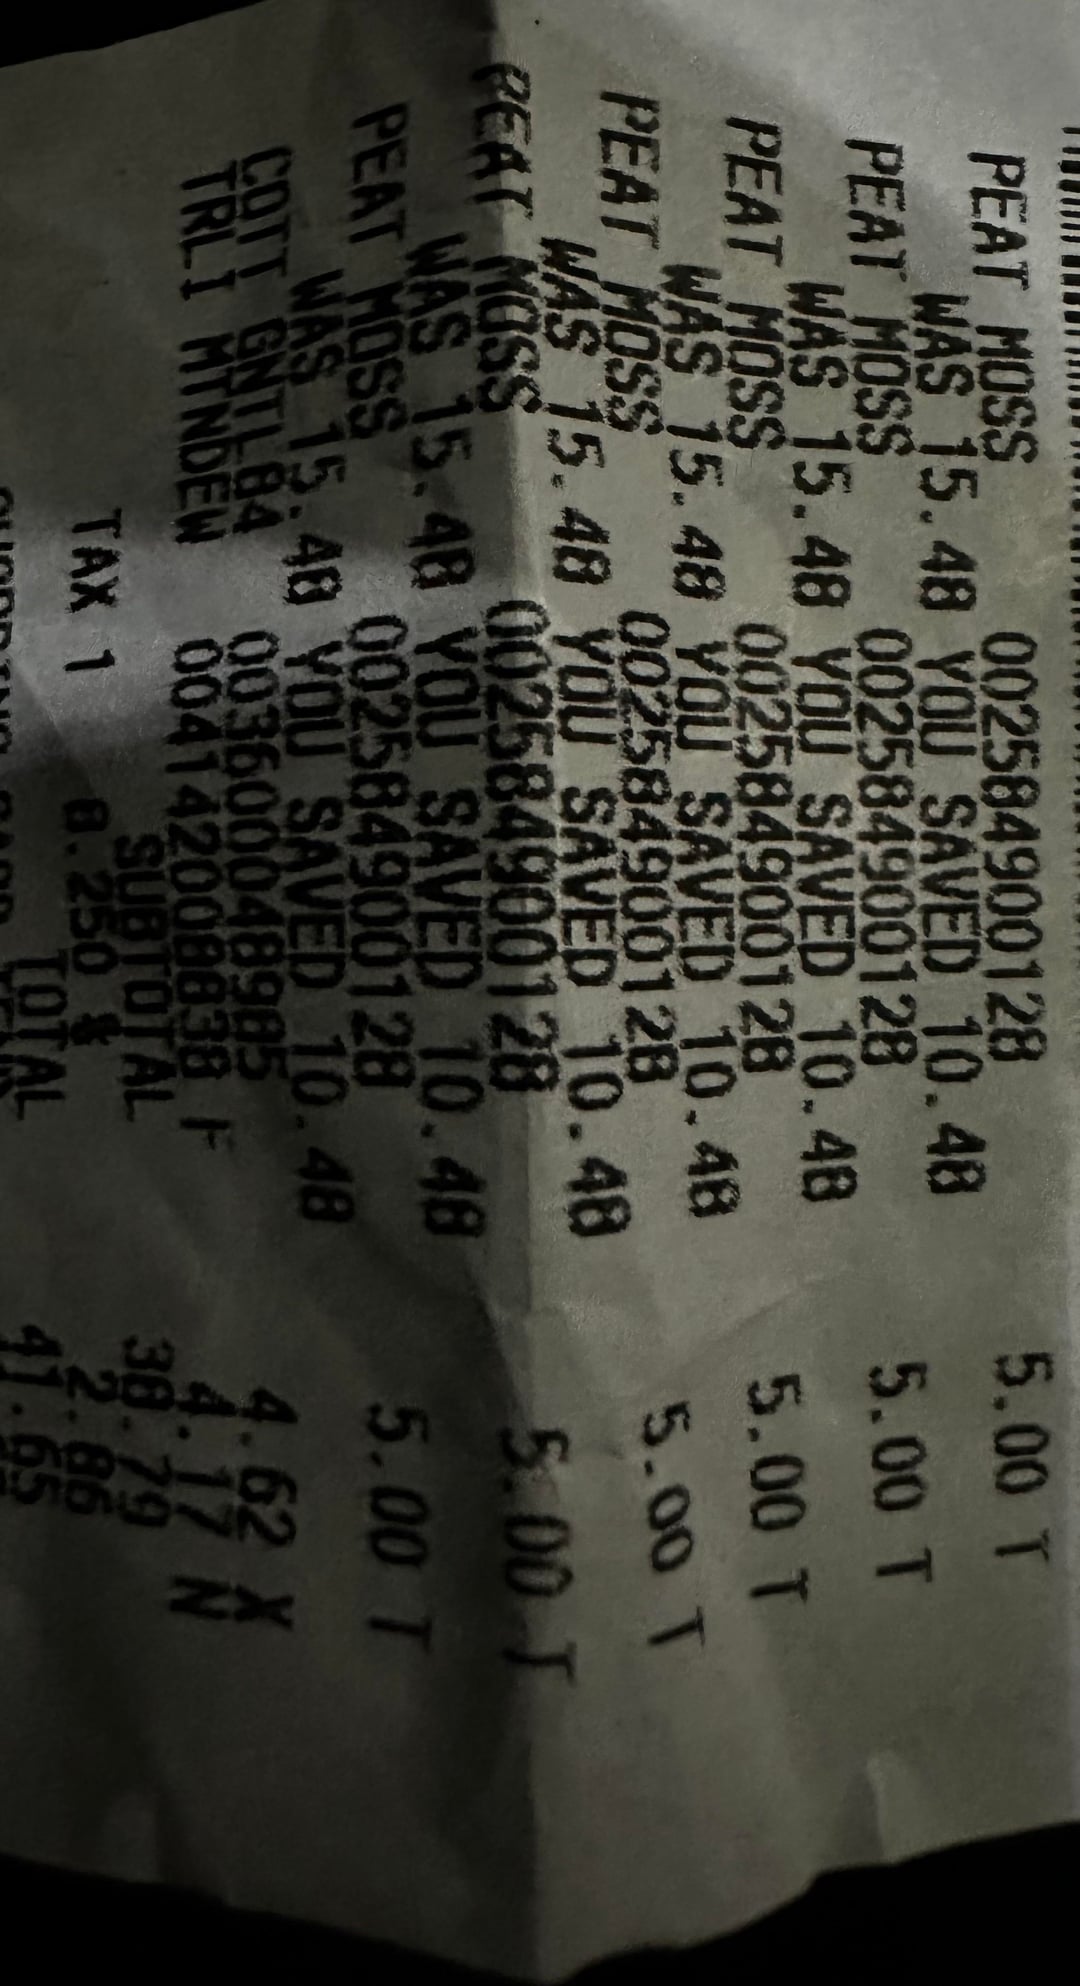 PEAT MOSS 002584900128 5.00 T
WAS 15.48 YOU SAVED 10.48
PEAT MOSS 002584900128 5.00 T
WAS 15.48 YOU SAVED 10.48
PEAT MOSS 002584900128 5.00 T
WAS 15.48 YOU SAVED 10.48
PEAT MOSS 002584900128 5.00 T
WAS 15.48 YOU SAVED 10.48
PEAT MOSS 002584900128 5.00 T
WAS 15.48 YOU SAVED 10.48
PEAT MOSS 002584900128 5.00 T
WAS 15.48 YOU SAVED 10.48
COTT GNTL84 003600048985 4.62 X
TRLI MTNDEW 004142008838 F 4.17 N
SUBTOTAL 38.79
TAX 1 8.250 % 2.86
TOTAL 41.65